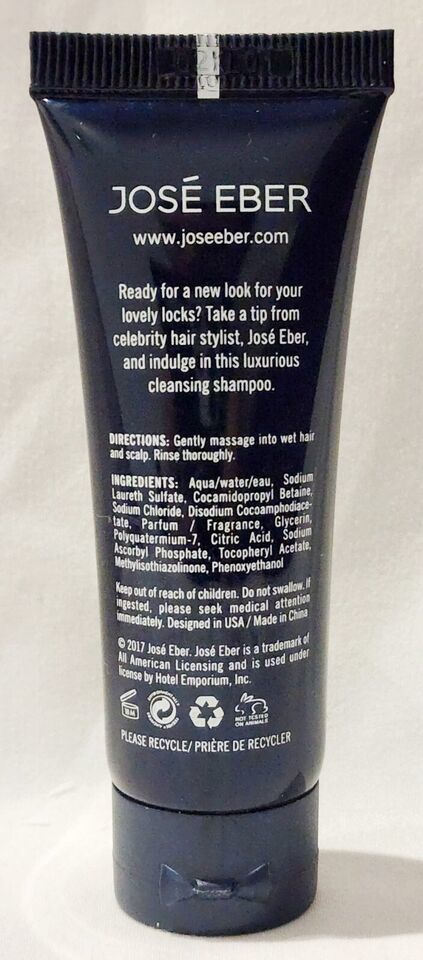 JOSÉ EBER
www.joseeber.com
Ready for a new look for your
lovely locks? Take a tip from
celebrity hair stylist, José Eber,
and indulge in this luxurious
cleansing shampoo.
DIRECTIONS: Gently massage into wet hair
and scalp. Rinse thoroughly.
INGREDIENTS: Aqua/water/eau, Sodium
Laureth Sulfate, Cocamidopropyl Betaine,
Sodium Chloride, Disodium Cocoamphodiace-
tate, Parfum / Fragrance, Glycerin,
Polyquaternium-7, Citric Acid, Sodium
Ascorbyl Phosphate, Tocopheryl Acetate,
Methylisothiazolinone, Phenoxyethanol
Keep out of reach of children. Do not swallow. If
ingested, please seek medical attention
immediately. Designed in USA / Made in China
© 2017 José Eber. José Eber is a trademark of
All American Licensing and is used under
license by Hotel Emporium, Inc.
18M
NOT TESTED
ON ANIMALS
PLEASE RECYCLE/ PRIÈRE DE RECYCLER